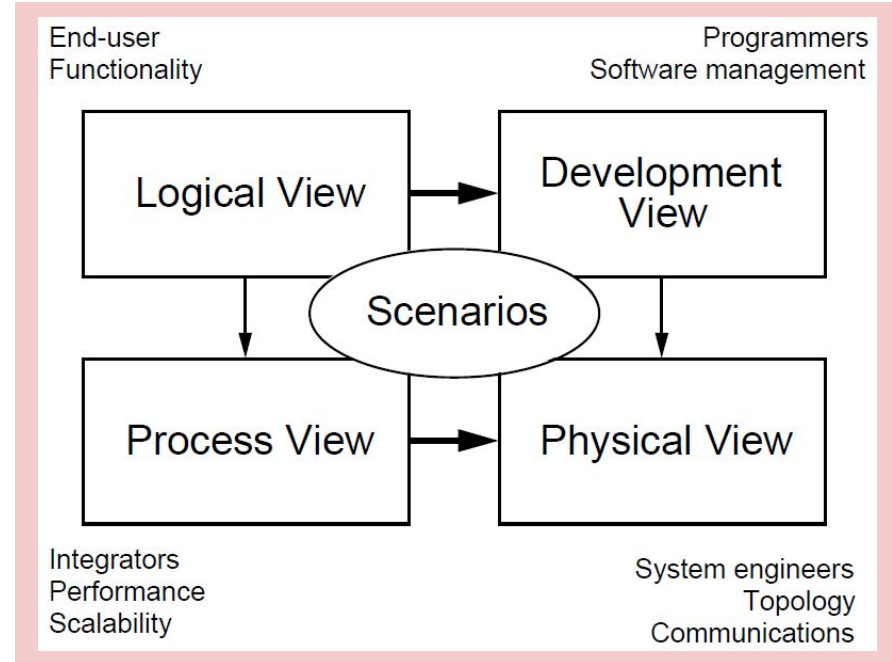 End-user
Functionality
Programmers
Software management
Logical View
Development
View
Scenarios
Process View
Physical View
Integrators
Performance
Scalability
System engineers
Topology
Communications